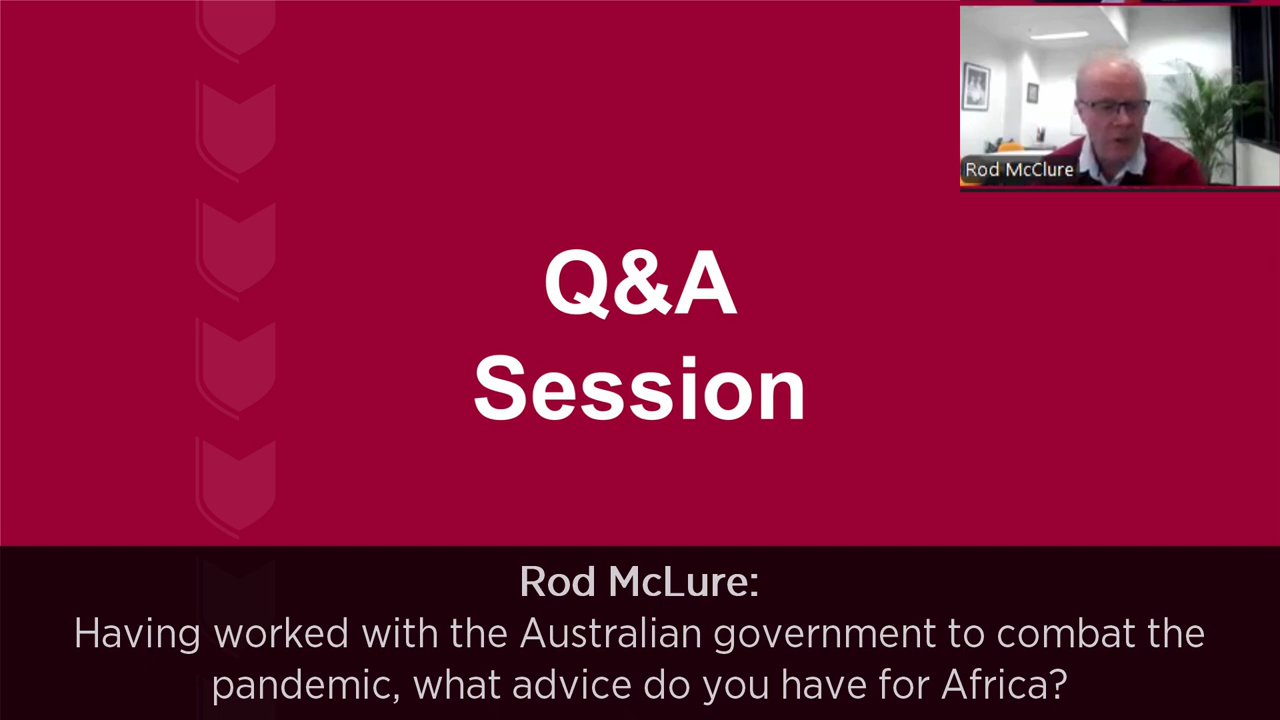 Rod McClure
Q&A
Session
Rod McLure:
Having worked with the Australian government to combat the
pandemic, what advice do you have for Africa?